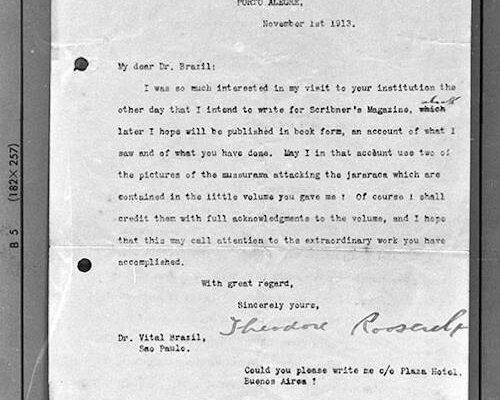 PORTO ALEGRE,
November 1st 1913.
My dear Dr. Brazil:
I was so much interested in my visit to your institution the
other day that I intend to write for Scribner's Magazine, which
later I hope will be published in book form, an account of what I
saw and of what you have done. May I in that account use two of
the pictures of the mussurama attacking the jararaca which are
contained in the little volume you gave me ! Of course I shall
credit them with full acknowledgments to the volume, and I hope
that this may call attention to the extraordinary work you have
accomplished.
With great regard,
Sincerely yours,
Theodore Roosevelt
Dr. Vital Brazil,
Sao Paulo.
Could you please write me c/o Plaza Hotel,
Buenos Aires !
B 5 (182 X 257)